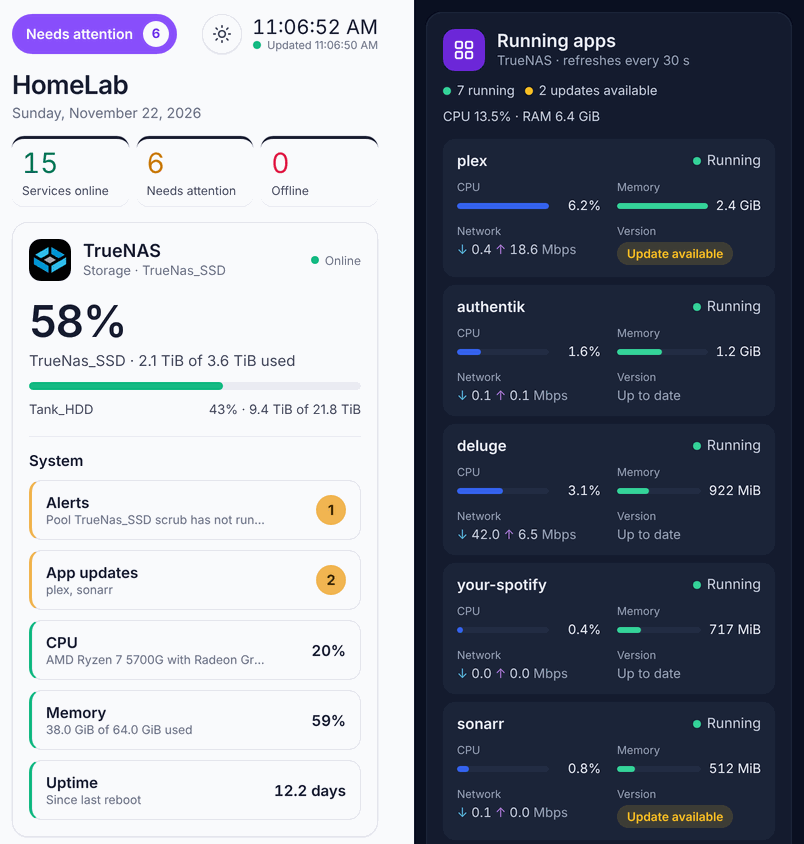 Needs attention 6
11:06:52 AM
Updated 11:06:50 AM
HomeLab
Sunday, November 22, 2026
15 6 0
Services online Needs attention Offline
TrueNAS
Storage · TrueNas_SSD
Online
58%
TrueNas_SSD · 2.1 TiB of 3.6 TiB used
Tank_HDD 43% · 9.4 TiB of 21.8 TiB
System
Alerts
Pool TrueNas_SSD scrub has not run...
1
App updates
plex, sonarr
2
CPU
AMD Ryzen 7 5700G with Radeon Gr...
20%
Memory
38.0 GiB of 64.0 GiB used
59%
Uptime
Since last reboot
12.2 days
Running apps
TrueNAS · refreshes every 30 s
7 running 2 updates available
CPU 13.5% · RAM 6.4 GiB
plex Running
CPU Memory
6.2% 2.4 GiB
Network Version
↓ 0.4 ↑ 18.6 Mbps Update available
authentik Running
CPU Memory
1.6% 1.2 GiB
Network Version
↓ 0.1 ↑ 0.1 Mbps Up to date
deluge Running
CPU Memory
3.1% 922 MiB
Network Version
↓ 42.0 ↑ 6.5 Mbps Up to date
your-spotify Running
CPU Memory
0.4% 717 MiB
Network Version
↓ 0.0 ↑ 0.0 Mbps Up to date
sonarr Running
CPU Memory
0.8% 512 MiB
Network Version
↓ 0.1 ↑ 0.0 Mbps Update available